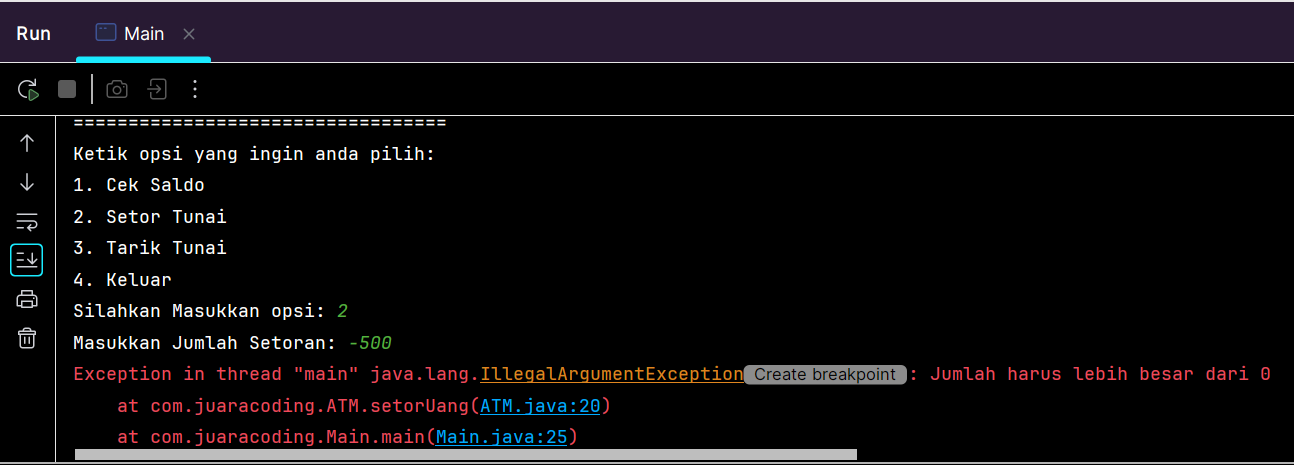 Run
Main
==================================
Ketik opsi yang ingin anda pilih:
1. Cek Saldo
2. Setor Tunai
3. Tarik Tunai
4. Keluar
Silahkan Masukkan opsi: 2
Masukkan Jumlah Setoran: -500
Exception in thread "main" java.lang.IllegalArgumentException Create breakpoint : Jumlah harus lebih besar dari 0
at com.juaracoding.ATM.setorUang(ATM.java:20)
at com.juaracoding.Main.main(Main.java:25)